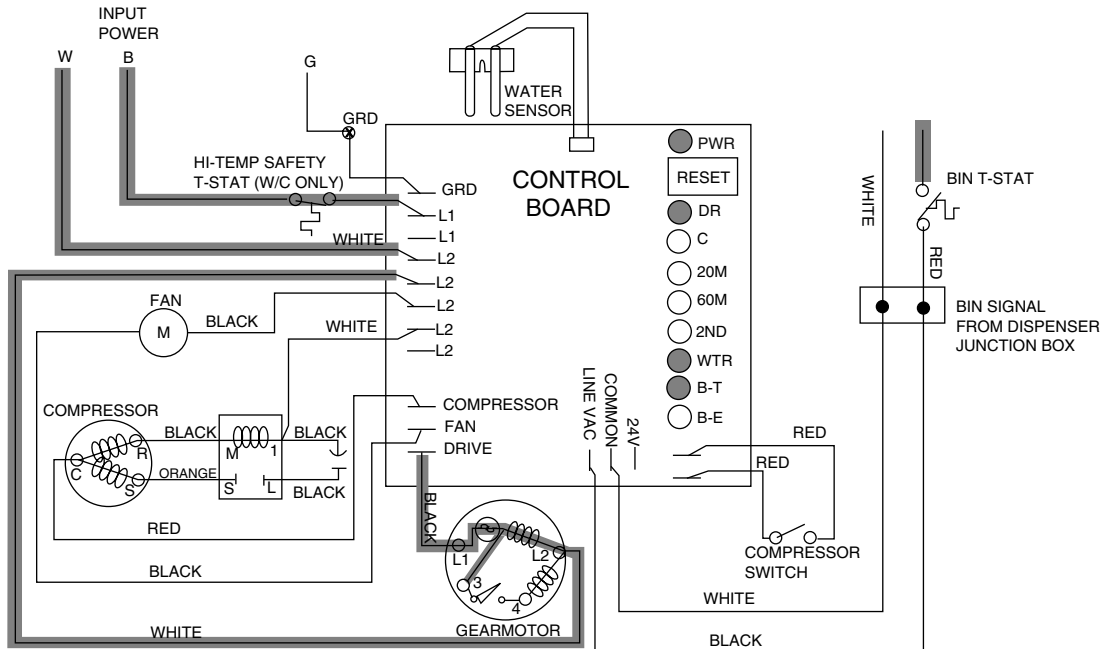 INPUT
POWER
W
B
G
GRD
WATER
SENSOR
HI-TEMP SAFETY
T-STAT (W/C ONLY)
WHITE
GRD
L1
L1
L2
L2
L2
L2
L2
CONTROL
BOARD
PWR
RESET
DR
C
20M
60M
2ND
WTR
B-T
B-E
WHITE
BIN T-STAT
RED
BIN SIGNAL
FROM DISPENSER
JUNCTION BOX
FAN
M
BLACK
WHITE
COMPRESSOR
FAN
DRIVE
LINE VAC
COMMON
24V
RED
RED
COMPRESSOR
SWITCH
COMPRESSOR
R
C
S
BLACK
ORANGE
M
1
S
L
BLACK
BLACK
RED
BLACK
WHITE
BLACK
L1
L2
3
4
GEARMOTOR
WHITE
BLACK